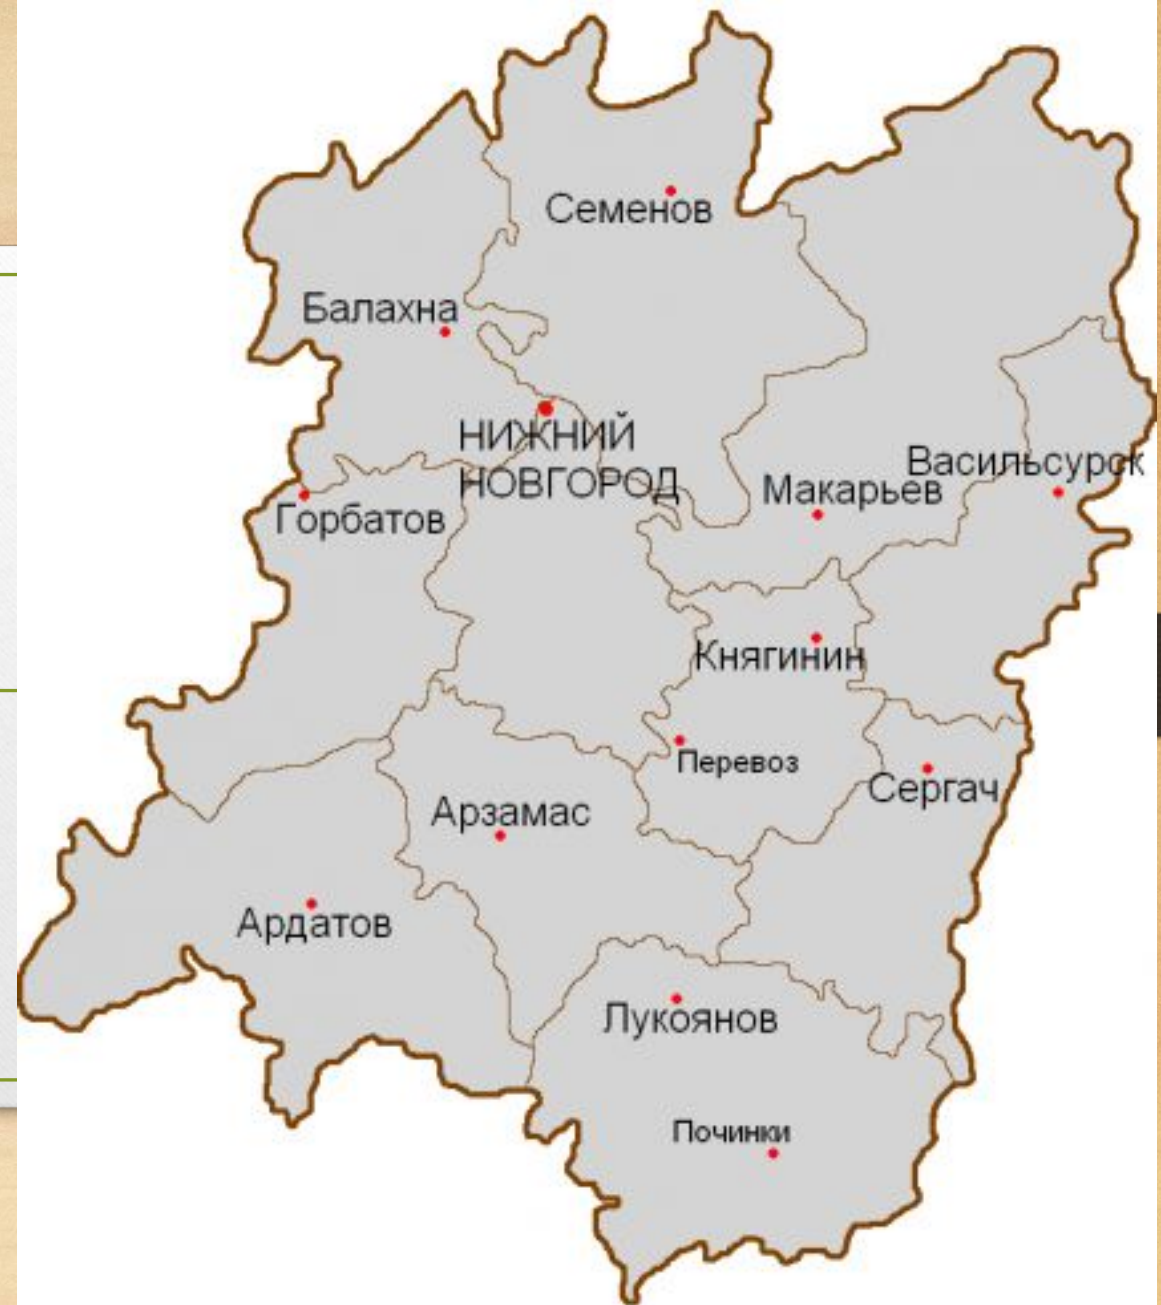 Семенов
Балахна
НИЖНИЙ
НОВГОРОД
Васильсурск
Макарьев
Горбатов
Княгинин
Перевоз
Сергач
Арзамас
Ардатов
Лукоянов
Починки